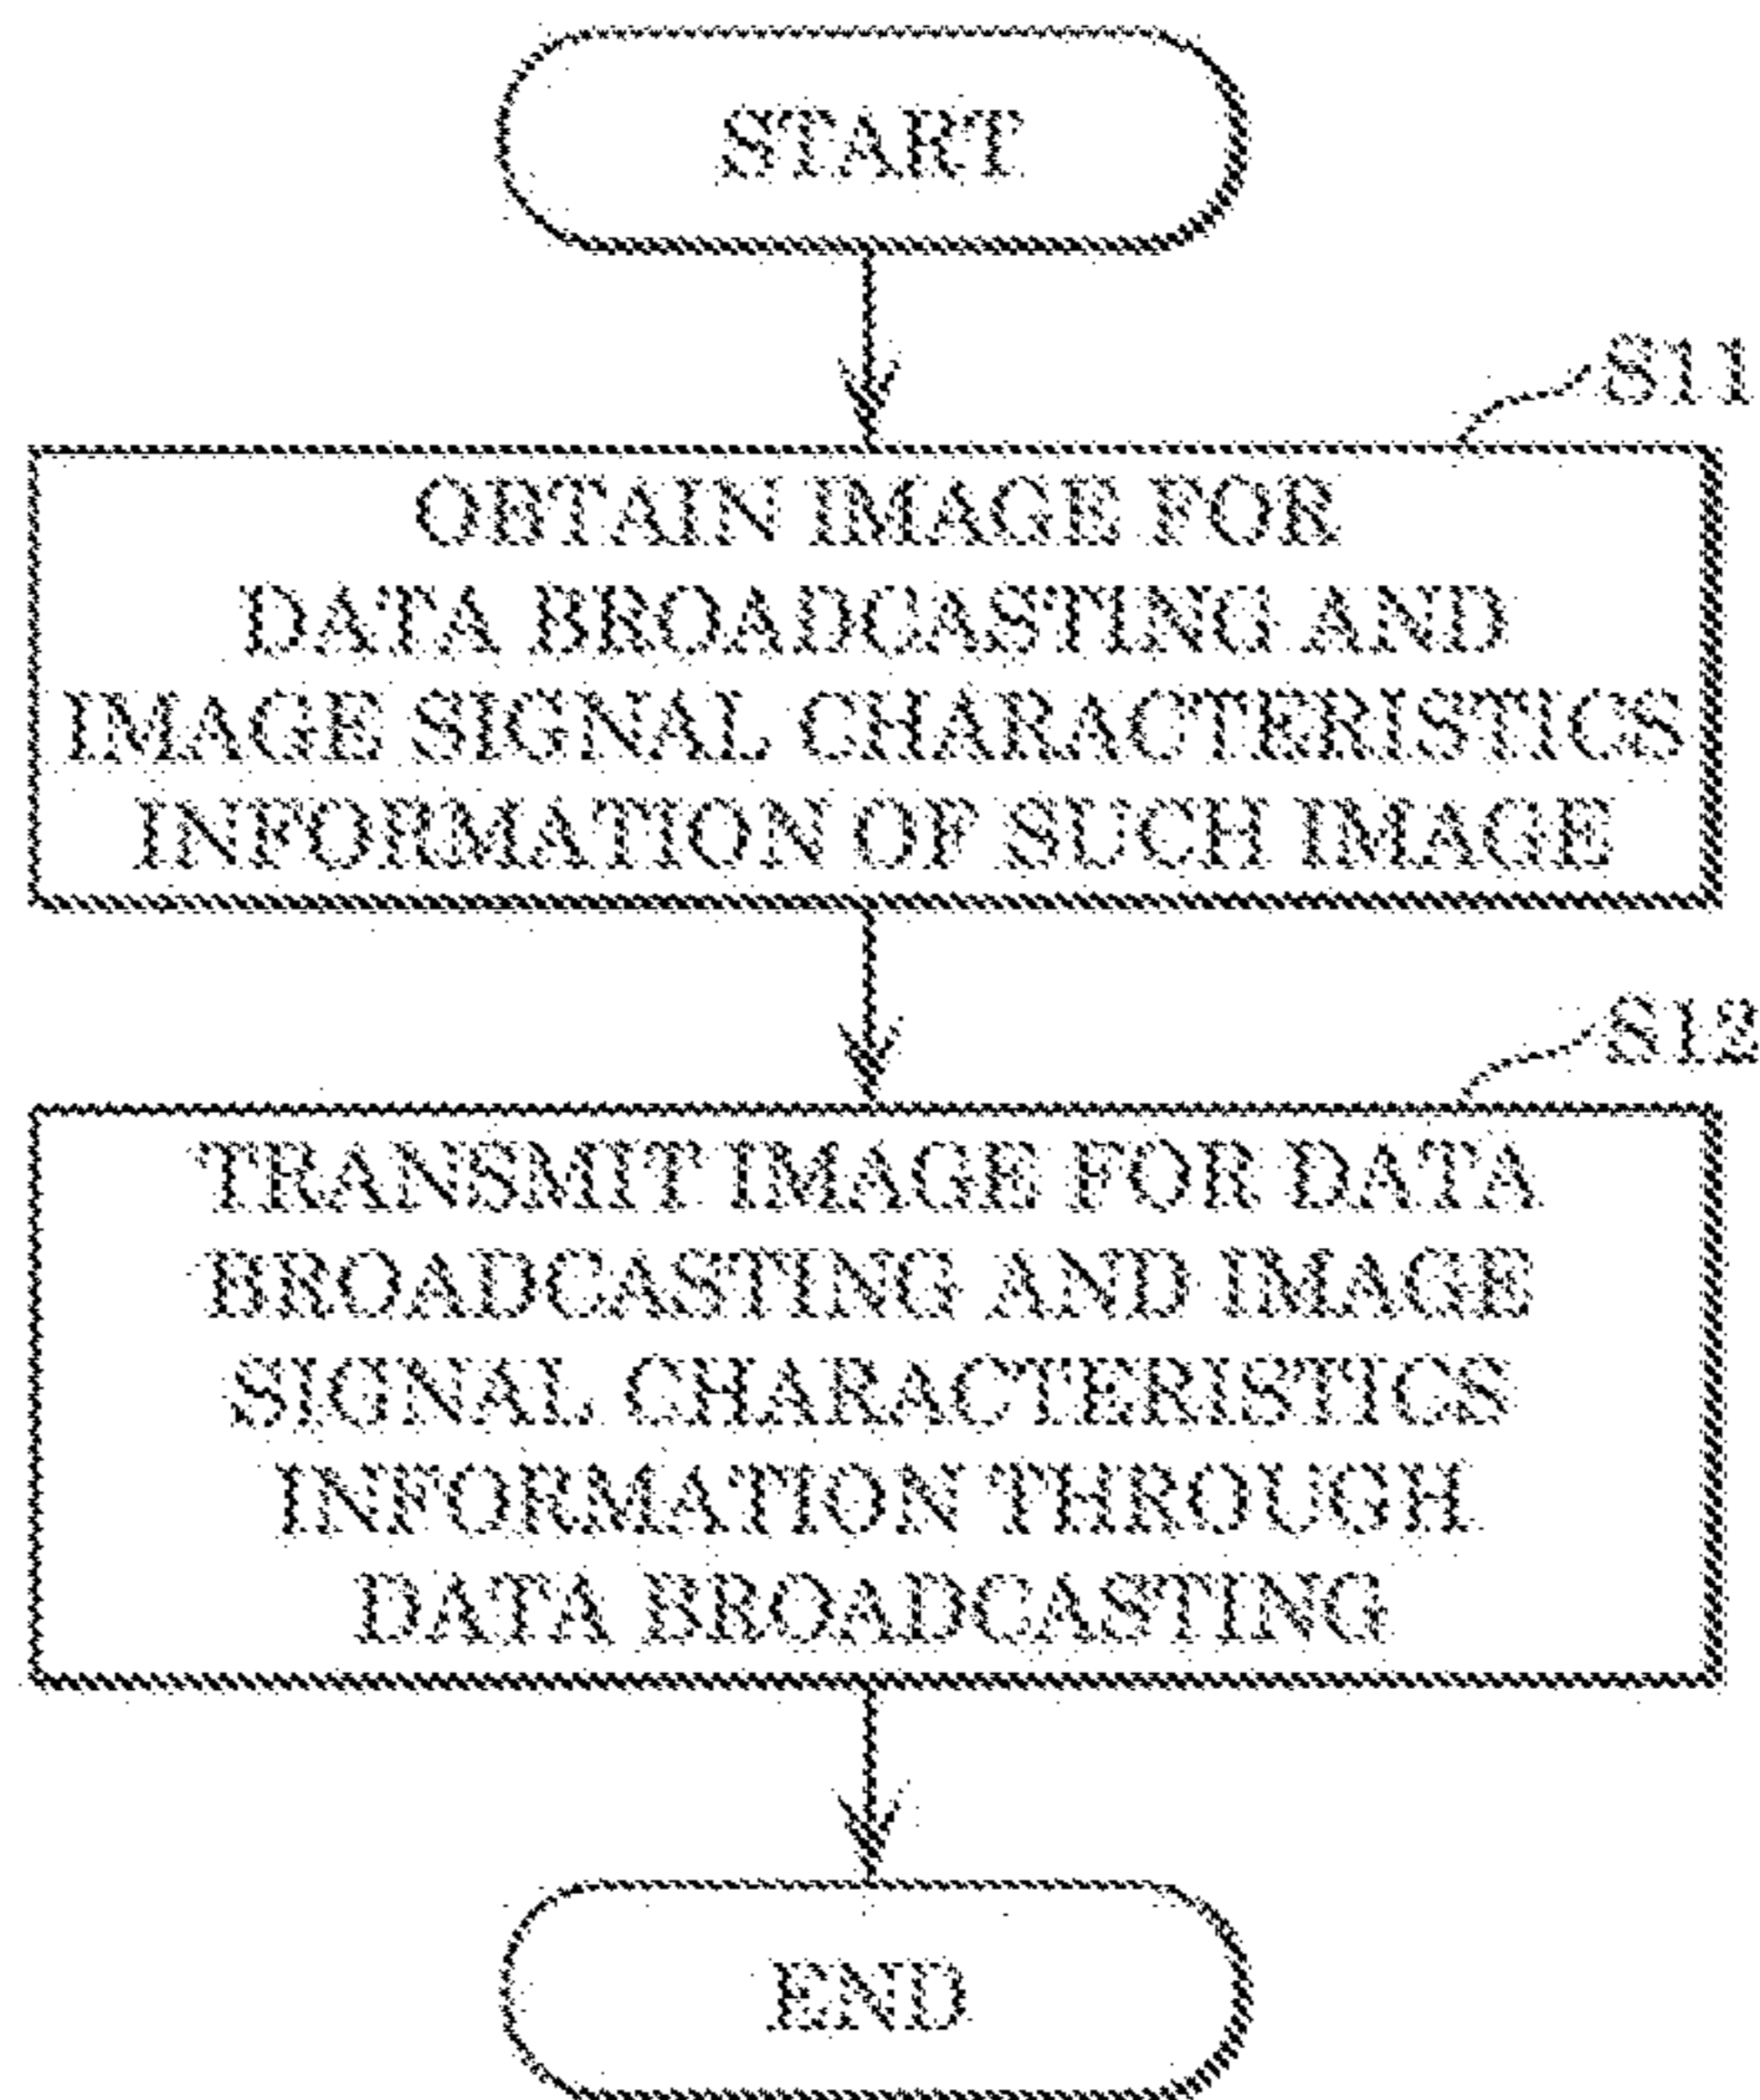 START
S11
OBTAIN IMAGE FOR
DATA BROADCASTING AND
IMAGE SIGNAL CHARACTERISTICS
INFORMATION OF SUCH IMAGE
S12
TRANSMIT IMAGE FOR DATA
BROADCASTING AND IMAGE
SIGNAL CHARACTERISTICS
INFORMATION THROUGH
DATA BROADCASTING
END